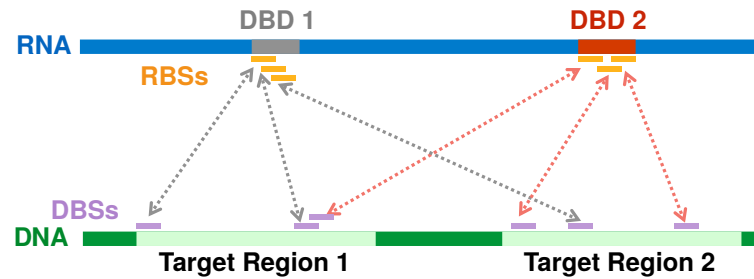 DBD 1 DBD 2
RNA
RBSs
DBSs
DNA
Target Region 1 Target Region 2